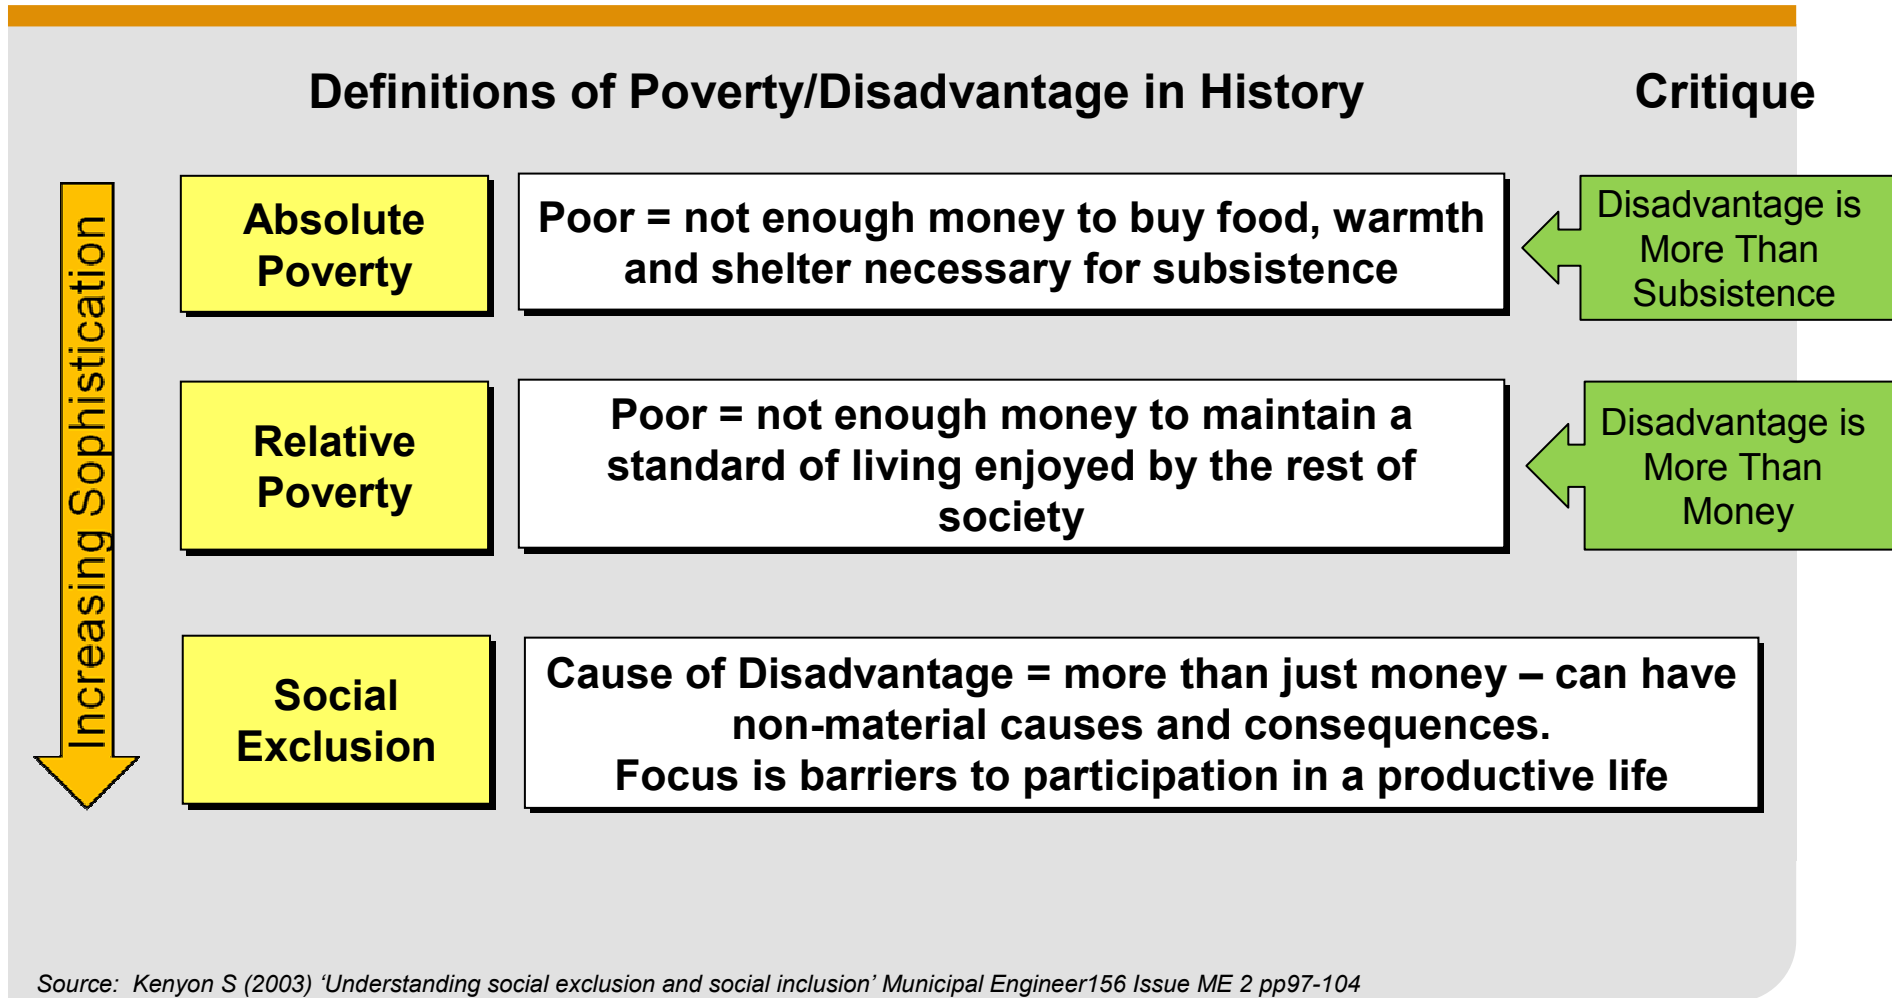 Definitions of Poverty/Disadvantage in History
Critique
Increasing Sophistication
Absolute
Poverty
Poor = not enough money to buy food, warmth
and shelter necessary for subsistence
Disadvantage is
More Than
Subsistence
Relative
Poverty
Poor = not enough money to maintain a
standard of living enjoyed by the rest of
society
Disadvantage is
More Than
Money
Social
Exclusion
Cause of Disadvantage = more than just money – can have
non-material causes and consequences.
Focus is barriers to participation in a productive life
Source: Kenyon S (2003) ‘Understanding social exclusion and social inclusion’ Municipal Engineer156 Issue ME 2 pp97-104